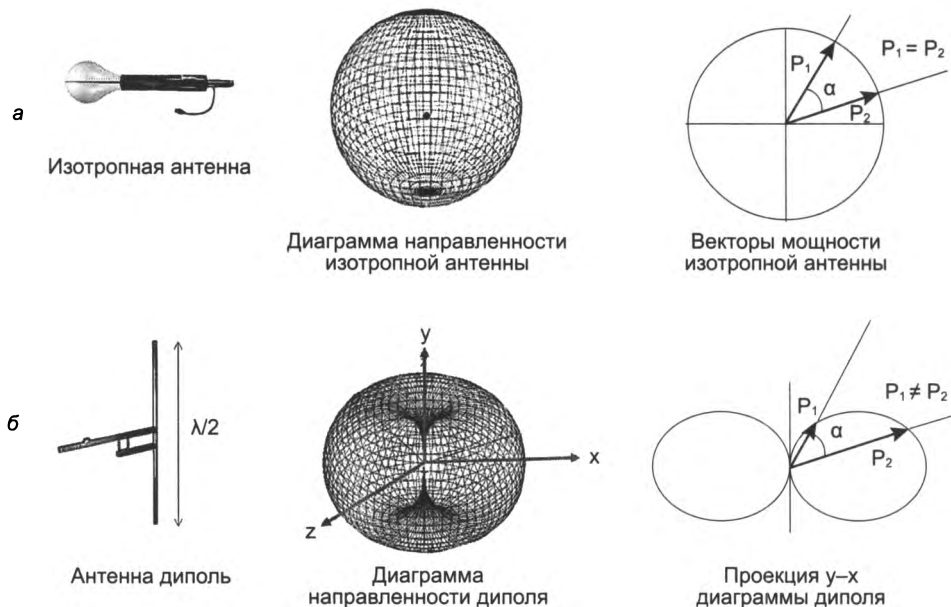 а
Изотропная антенна
Диаграмма направленности
изотропной антенны
P₁
α
P₂
P₁ = P₂
Векторы мощности
изотропной антенны
б
λ/2
Антенна диполь
y
x
z
Диаграмма
направленности диполя
P₁
α
P₂
P₁ ≠ P₂
Проекция y–x
диаграммы диполя